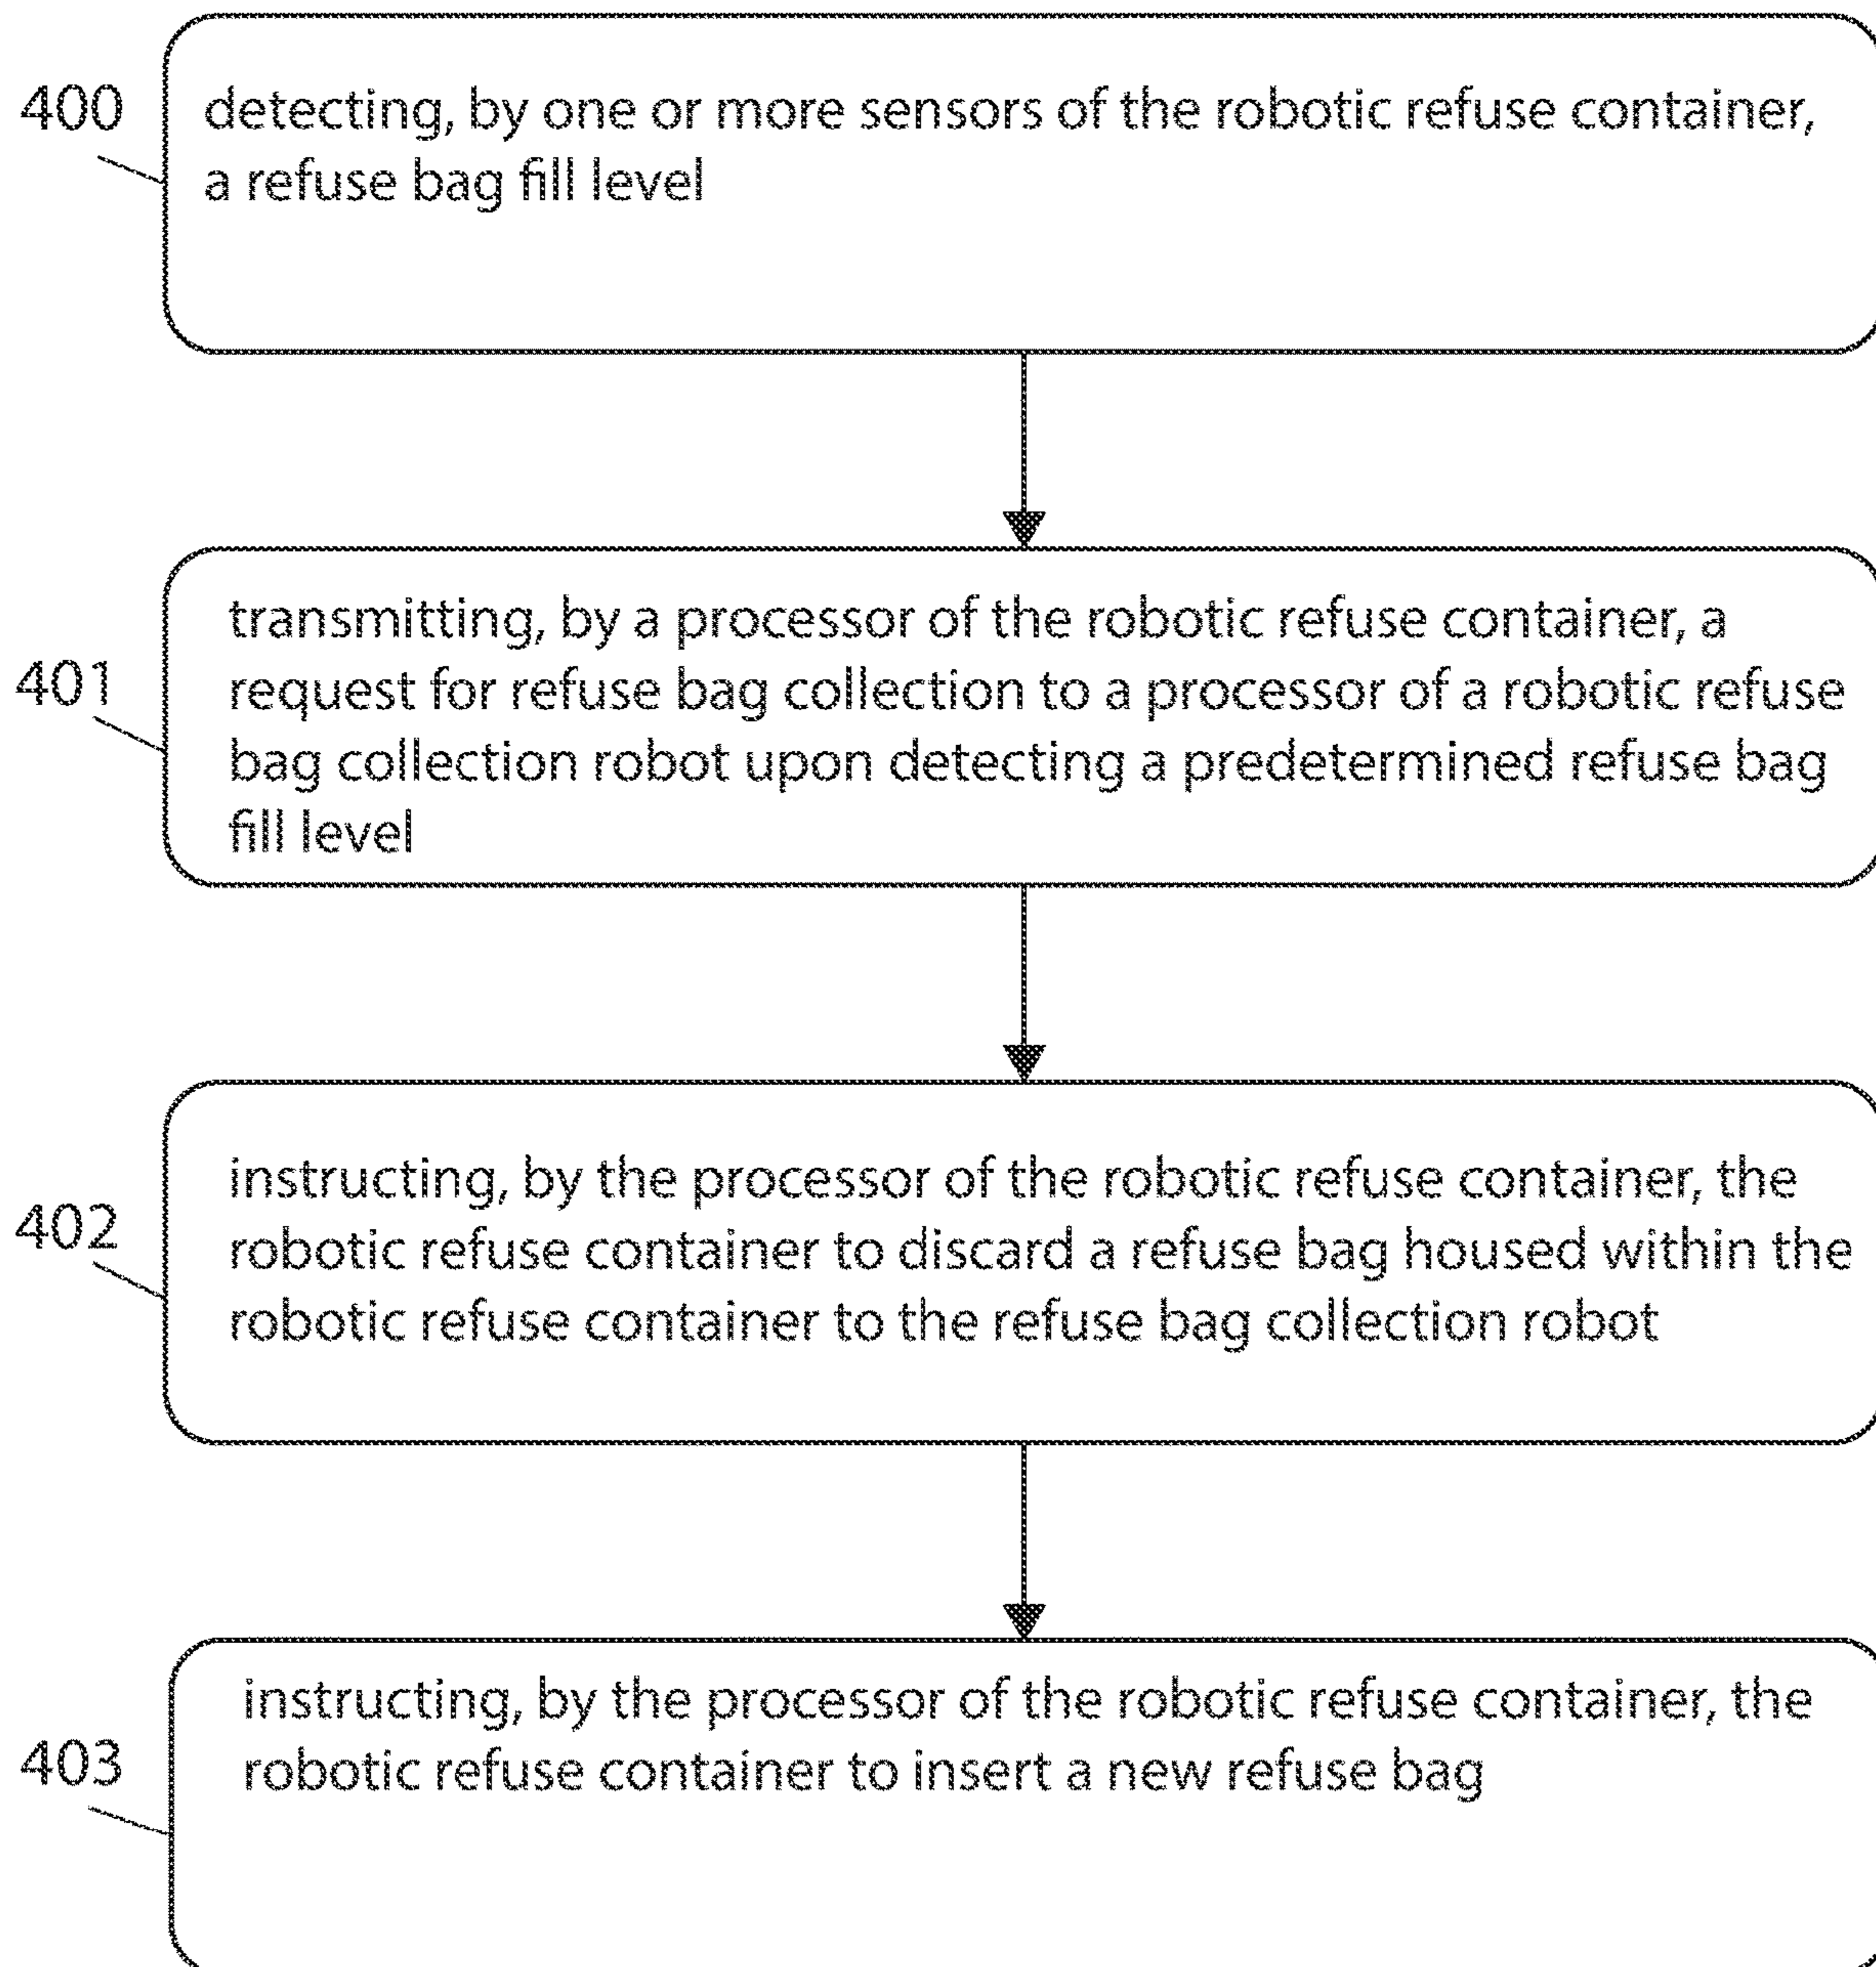 400
detecting, by one or more sensors of the robotic refuse container,
a refuse bag fill level
401
transmitting, by a processor of the robotic refuse container, a
request for refuse bag collection to a processor of a robotic refuse
bag collection robot upon detecting a predetermined refuse bag
fill level
402
instructing, by the processor of the robotic refuse container, the
robotic refuse container to discard a refuse bag housed within the
robotic refuse container to the refuse bag collection robot
403
instructing, by the processor of the robotic refuse container, the
robotic refuse container to insert a new refuse bag